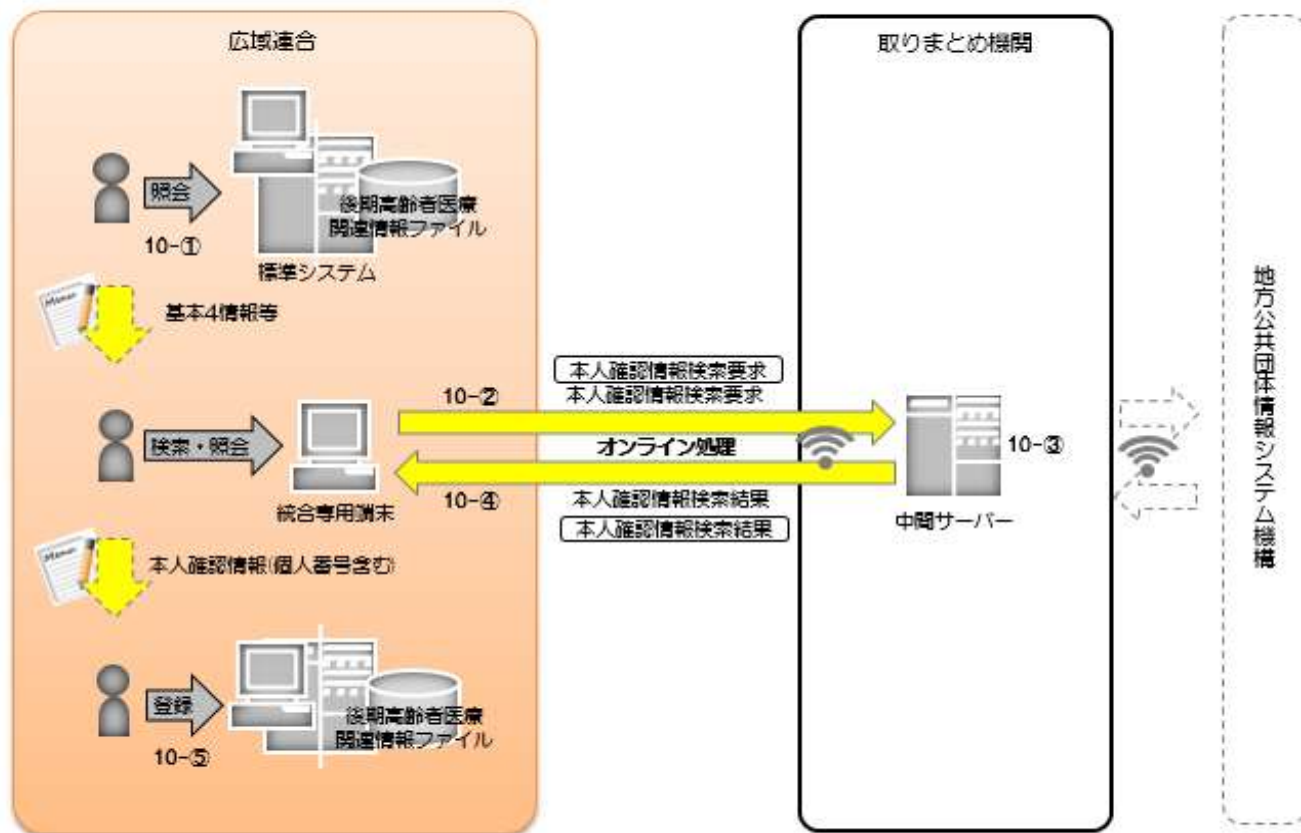 広域連合
照会
10-①
後期高齢者医療
関連情報ファイル
標準システム
Memo
基本4情報等
検索・照会
統合専用端末
Memo
本人確認情報(個人番号含む)
登録
10-⑤
後期高齢者医療
関連情報ファイル
本人確認情報検索要求
10-②
本人確認情報検索要求
オンライン処理
10-④
本人確認情報検索結果
本人確認情報検索結果
取りまとめ機関
10-③
中間サーバー
地方公共団体情報システム機構